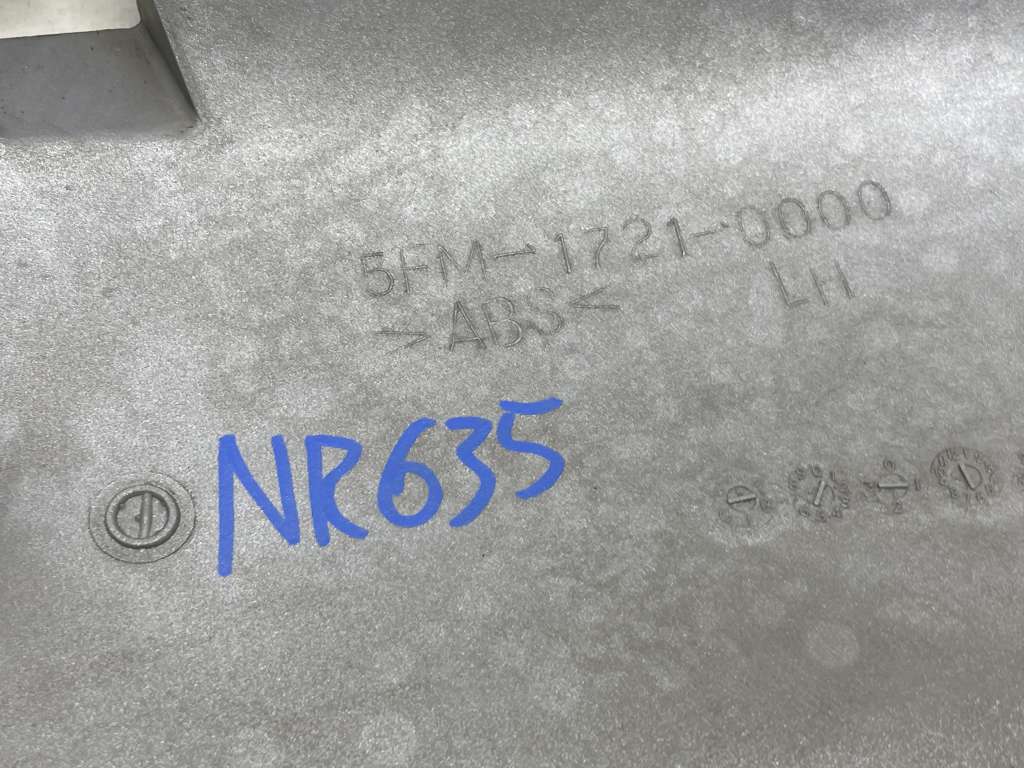 5FM-1721-0000
>ABS<
LH
NR635